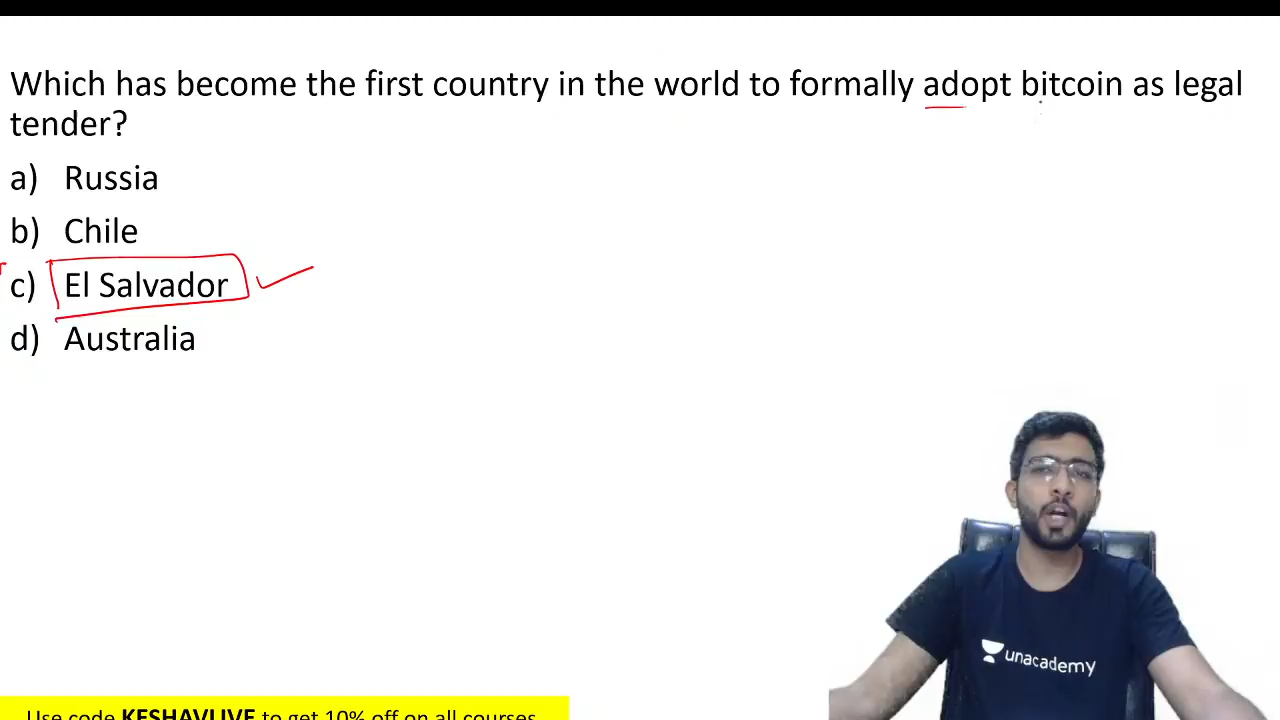 Which has become the first country in the world to formally adopt bitcoin as legal
tender?
a) Russia
b) Chile
c) El Salvador
d) Australia
unacademy
Use code KESHAVLIVE to get 10% off on all courses